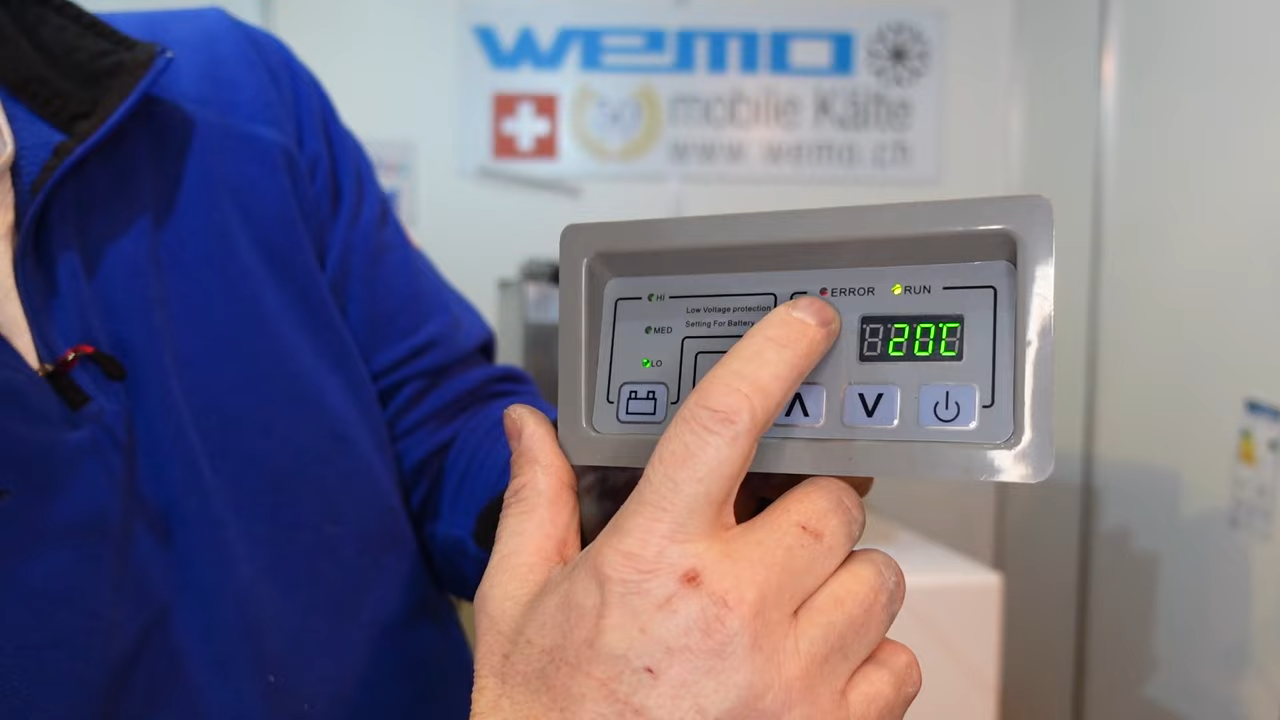 wemo
mobile Kälte
www.wemo.ch
HI
MED
LO
Low Voltage protection
Setting For Battery
ERROR
RUN
20℃